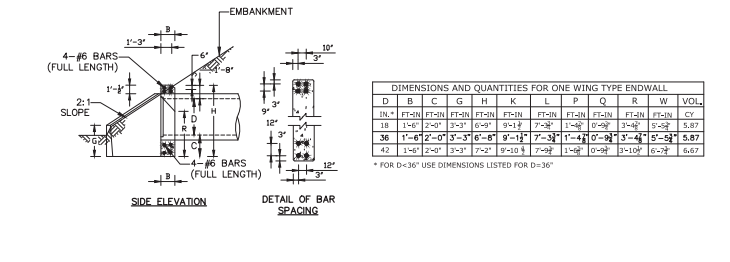 EMBANKMENT
B
1'-3"
6"
1'-8"
4-#6 BARS
(FULL LENGTH)
2:1
SLOPE
H
D
R
G
C
4-#6 BARS
(FULL LENGTH)
B
SIDE ELEVATION
10"
3"
3"
9"
12"
12"
3"
12"
3"
DETAIL OF BAR
SPACING
DIMENSIONS AND QUANTITIES FOR ONE WING TYPE ENDWALL
D B C G H K L P Q R W VOL.
IN.* FT-IN FT-IN FT-IN FT-IN FT-IN FT-IN FT-IN FT-IN FT-IN FT-IN CY
18 1'-6" 2'-0" 3'-3" 6'-9" 5.87
36 1'-6" 2'-0" 3'-3" 6'-8" 5.87
42 1'-6" 2'-0" 3'-3" 7'-2" 6.67
* FOR D<36" USE DIMENSIONS LISTED FOR D=36"